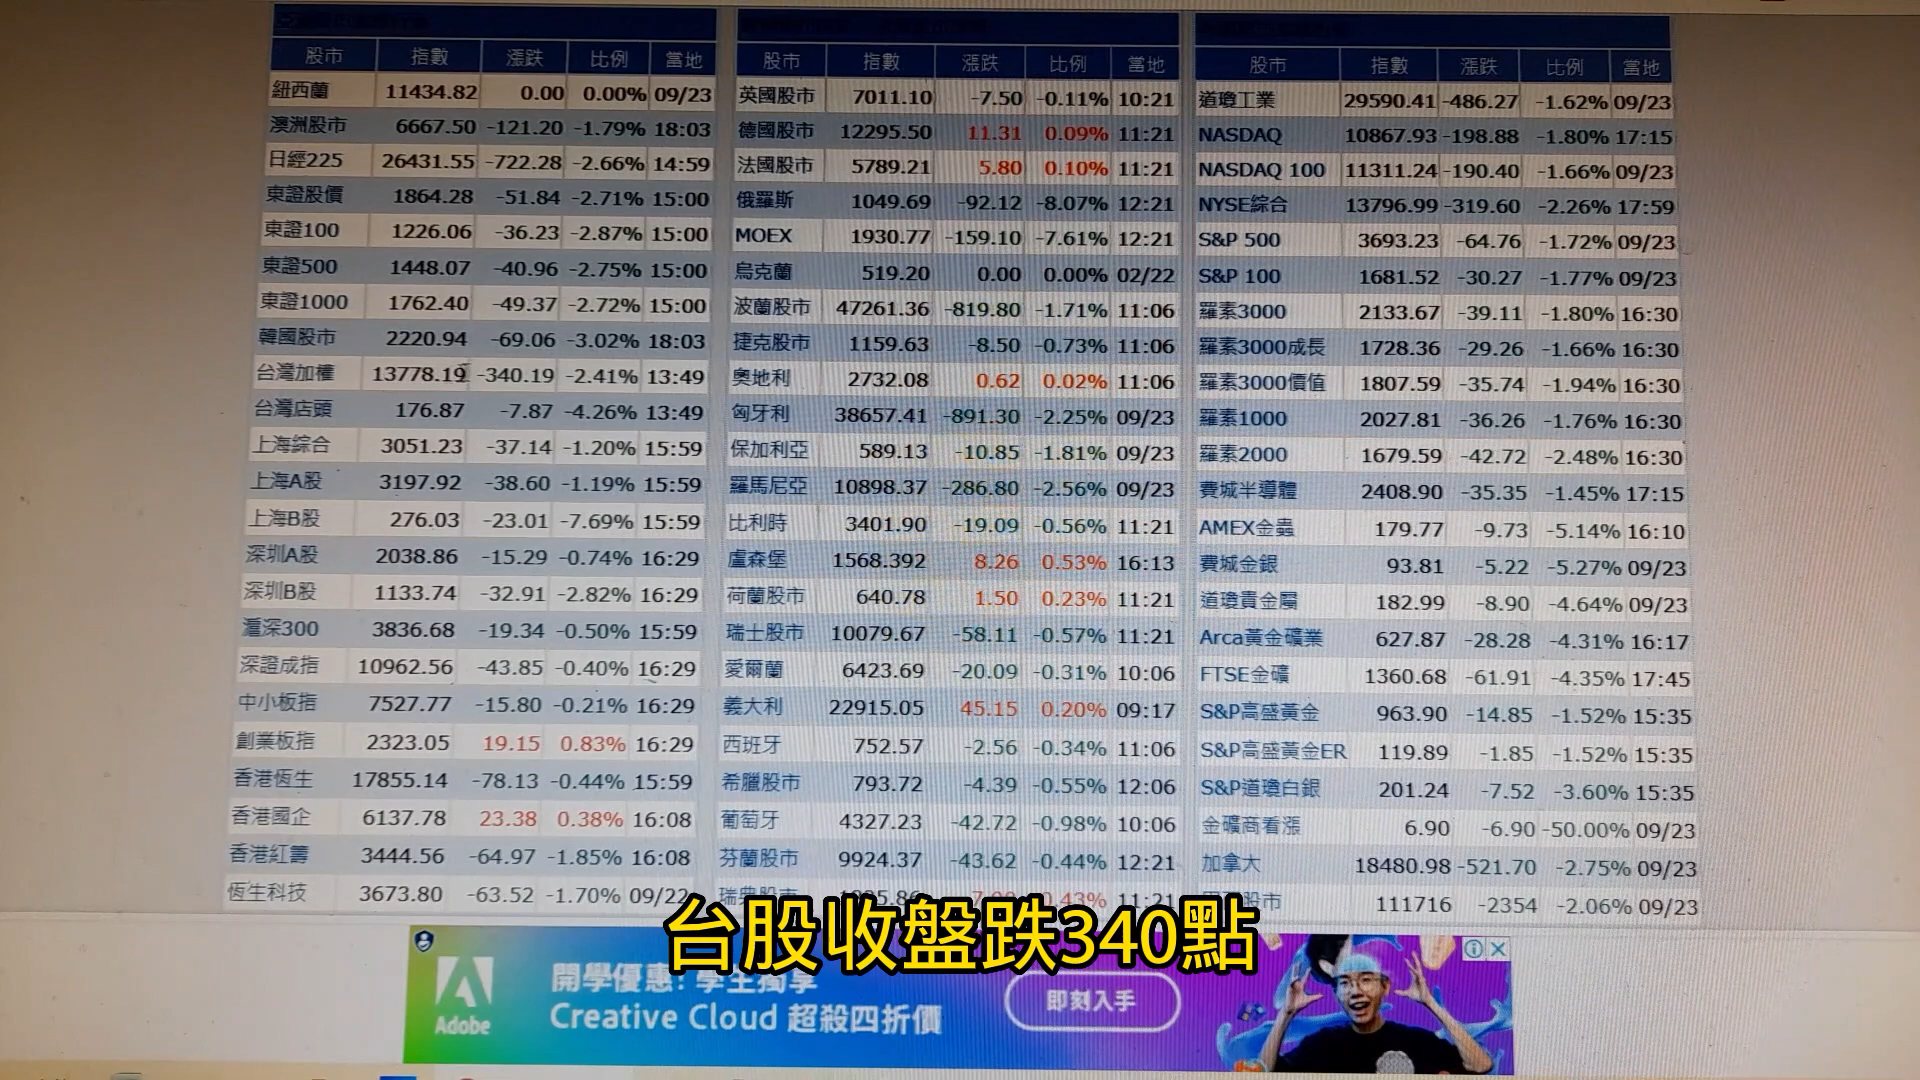 股市 指數 漲跌 比例 當地
紐西蘭 11434.82 0.00 0.00% 09/23
澳洲股市 6667.50 -121.20 -1.79% 18:03
日經225 26431.55 -722.28 -2.66% 14:59
東證股價 1864.28 -51.84 -2.71% 15:00
東證100 1226.06 -36.23 -2.87% 15:00
東證500 1448.07 -40.96 -2.75% 15:00
東證1000 1762.40 -49.37 -2.72% 15:00
韓國股市 2220.94 -69.06 -3.02% 18:03
台灣加權 13778.19 -340.19 -2.41% 13:49
台灣店頭 176.87 -7.87 -4.26% 13:49
上海綜合 3051.23 -37.14 -1.20% 15:59
上海A股 3197.92 -38.60 -1.19% 15:59
上海B股 276.03 -23.01 -7.69% 15:59
深圳A股 2038.86 -15.29 -0.74% 16:29
深圳B股 1133.74 -32.91 -2.82% 16:29
滬深300 3836.68 -19.34 -0.50% 15:59
深證成指 10962.56 -43.85 -0.40% 16:29
中小板指 7527.77 -15.80 -0.21% 16:29
創業板指 2323.05 19.15 0.83% 16:29
香港恆生 17855.14 -78.13 -0.44% 15:59
香港國企 6137.78 23.38 0.38% 16:08
香港紅籌 3444.56 -64.97 -1.85% 16:08
恆生科技 3673.80 -63.52 -1.70% 09/22
股市 指數 漲跌 比例 當地
英國股市 7011.10 -7.50 -0.11% 10:21
德國股市 12295.50 11.31 0.09% 11:21
法國股市 5789.21 5.80 0.10% 11:21
俄羅斯 1049.69 -92.12 -8.07% 12:21
MOEX 1930.77 -159.10 -7.61% 12:21
烏克蘭 519.20 0.00 0.00% 02/22
波蘭股市 47261.36 -819.80 -1.71% 11:06
捷克股市 1159.63 -8.50 -0.73% 11:06
奧地利 2732.08 0.62 0.02% 11:06
匈牙利 38657.41 -891.30 -2.25% 09/23
保加利亞 589.13 -10.85 -1.81% 09/23
羅馬尼亞 10898.37 -286.80 -2.56% 09/23
比利時 3401.90 -19.09 -0.56% 11:21
盧森堡 1568.392 8.26 0.53% 16:13
荷蘭股市 640.78 1.50 0.23% 11:21
瑞士股市 10079.67 -58.11 -0.57% 11:21
愛爾蘭 6423.69 -20.09 -0.31% 10:06
義大利 22915.05 45.15 0.20% 09:17
西班牙 752.57 -2.56 -0.34% 11:06
希臘股市 793.72 -4.39 -0.55% 12:06
葡萄牙 4327.23 -42.72 -0.98% 10:06
芬蘭股市 9924.37 -43.62 -0.44% 12:21
11:21
股市 指數 漲跌 比例 當地
道瓊工業 29590.41 -486.27 -1.62% 09/23
NASDAQ 10867.93 -198.88 -1.80% 17:15
NASDAQ 100 11311.24 -190.40 -1.66% 09/23
NYSE綜合 13796.99 -319.60 -2.26% 17:59
S&P 500 3693.23 -64.76 -1.72% 09/23
S&P 100 1681.52 -30.27 -1.77% 09/23
羅素3000 2133.67 -39.11 -1.80% 16:30
羅素3000成長 1728.36 -29.26 -1.66% 16:30
羅素3000價值 1807.59 -35.74 -1.94% 16:30
羅素1000 2027.81 -36.26 -1.76% 16:30
羅素2000 1679.59 -42.72 -2.48% 16:30
費城半導體 2408.90 -35.35 -1.45% 17:15
AMEX金蟲 179.77 -9.73 -5.14% 16:10
費城金銀 93.81 -5.22 -5.27% 09/23
道瓊貴金屬 182.99 -8.90 -4.64% 09/23
Arca黃金礦業 627.87 -28.28 -4.31% 16:17
FTSE金礦 1360.68 -61.91 -4.35% 17:45
S&P高盛黃金 963.90 -14.85 -1.52% 15:35
S&P高盛黃金ER 119.89 -1.85 -1.52% 15:35
S&P道瓊白銀 201.24 -7.52 -3.60% 15:35
金礦商看漲 6.90 -6.90 -50.00% 09/23
加拿大 18480.98 -521.70 -2.75% 09/23
股市 111716 -2354 -2.06% 09/23
台股收盤跌340點
Adobe
開學優惠: 學生獨享
Creative Cloud 超殺四折價
即刻入手